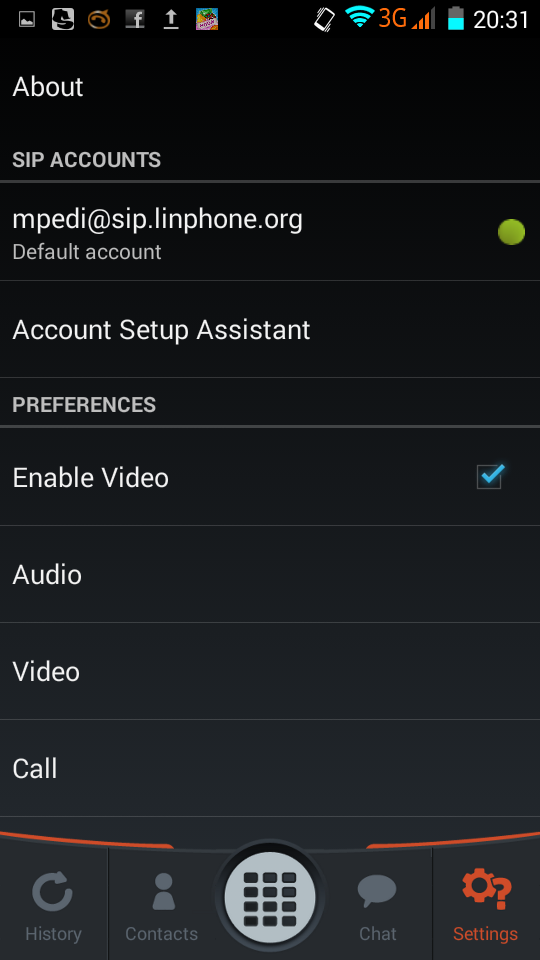 3G 20:31
About
SIP ACCOUNTS
mpedi@sip.linphone.org
Default account
Account Setup Assistant
PREFERENCES
Enable Video
Audio
Video
Call
History Contacts Chat Settings